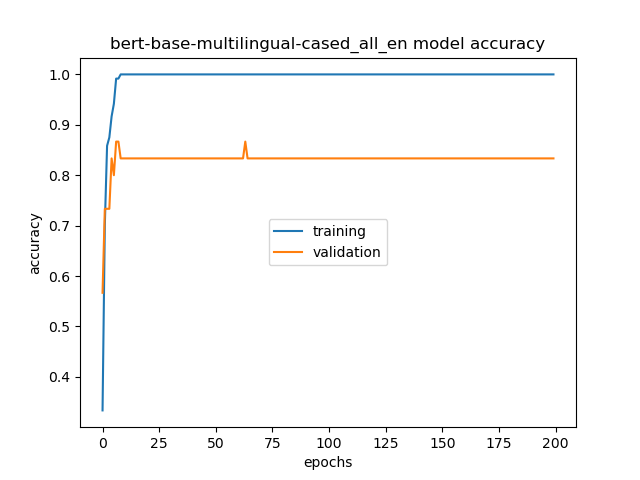 bert-base-multilingual-cased_all_en model accuracy
1.0
0.9
0.8
0.7
0.6
0.5
0.4
accuracy
training
validation
0 25 50 75 100 125 150 175 200
epochs